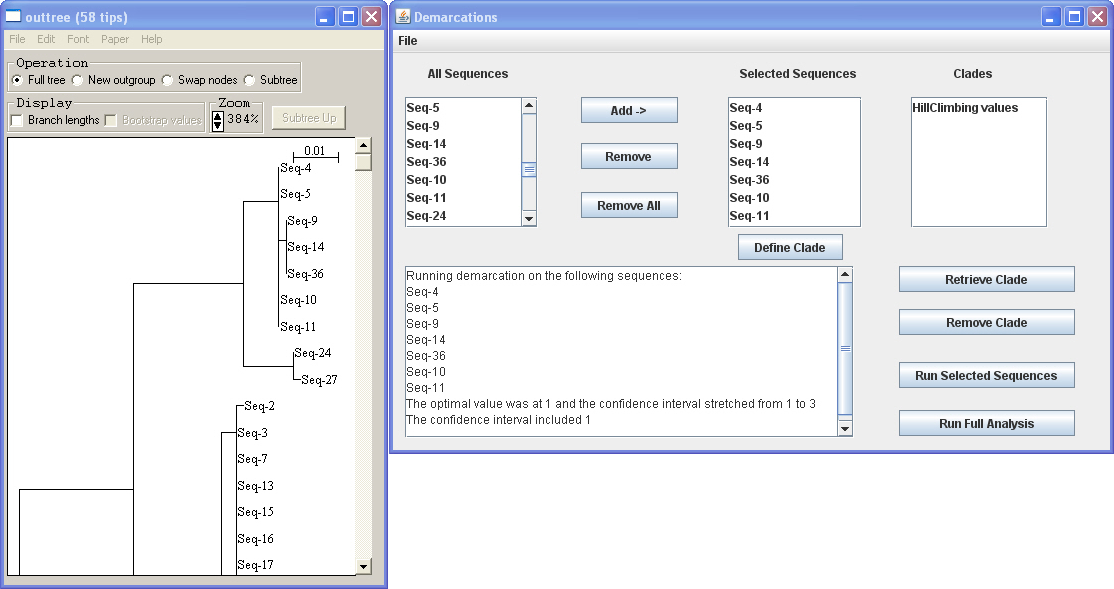 outtree (58 tips)
File Edit Font Paper Help
Operation
Full tree New outgroup Swap nodes Subtree
Display
Branch lengths Bootstrap values
Zoom
384%
Subtree Up
0.01
Seq-4
Seq-5
Seq-9
Seq-14
Seq-36
Seq-10
Seq-11
Seq-24
Seq-27
Seq-2
Seq-3
Seq-7
Seq-13
Seq-15
Seq-16
Seq-17
Demarcations
File
All Sequences
Seq-5
Seq-9
Seq-14
Seq-36
Seq-10
Seq-11
Seq-24
Add ->
Remove
Remove All
Selected Sequences
Seq-4
Seq-5
Seq-9
Seq-14
Seq-36
Seq-10
Seq-11
Define Clade
Clades
HillClimbing values
Running demarcation on the following sequences:
Seq-4
Seq-5
Seq-9
Seq-14
Seq-36
Seq-10
Seq-11
The optimal value was at 1 and the confidence interval stretched from 1 to 3
The confidence interval included 1
Retrieve Clade
Remove Clade
Run Selected Sequences
Run Full Analysis